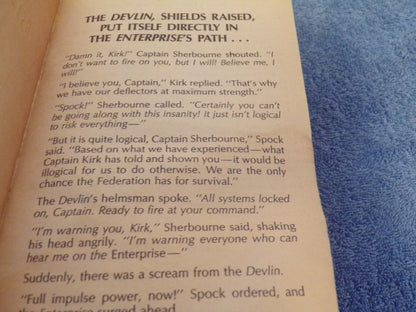 THE DEVLIN, SHIELDS RAISED,
PUT ITSELF DIRECTLY IN
THE ENTERPRISE'S PATH . . .
"Damn it, Kirk!" Captain Sherbourne shouted. "I
don't want to fire on you, but I will! Believe me, I
will!"
"I believe you, Captain," Kirk replied. "That's why
we have our deflectors at maximum strength."
"Spock!" Sherbourne called. "Certainly you can't
be going along with this insanity! It just isn't logical
to risk everything—"
"But it is quite logical, Captain Sherbourne," Spock
said. "Based on what we have experienced—what
Captain Kirk has told and shown you—it would be
illogical for us to do otherwise. We are the only
chance the Federation has for survival."
The Devlin's helmsman spoke. "All systems locked
on, Captain. Ready to fire at your command."
"I'm warning you, Kirk," Sherbourne said, shaking
his head angrily. "I'm warning everyone who can
hear me on the Enterprise—"
Suddenly, there was a scream from the Devlin.
"Full impulse power, now!" Spock ordered, and
the Enterprise surged ahead